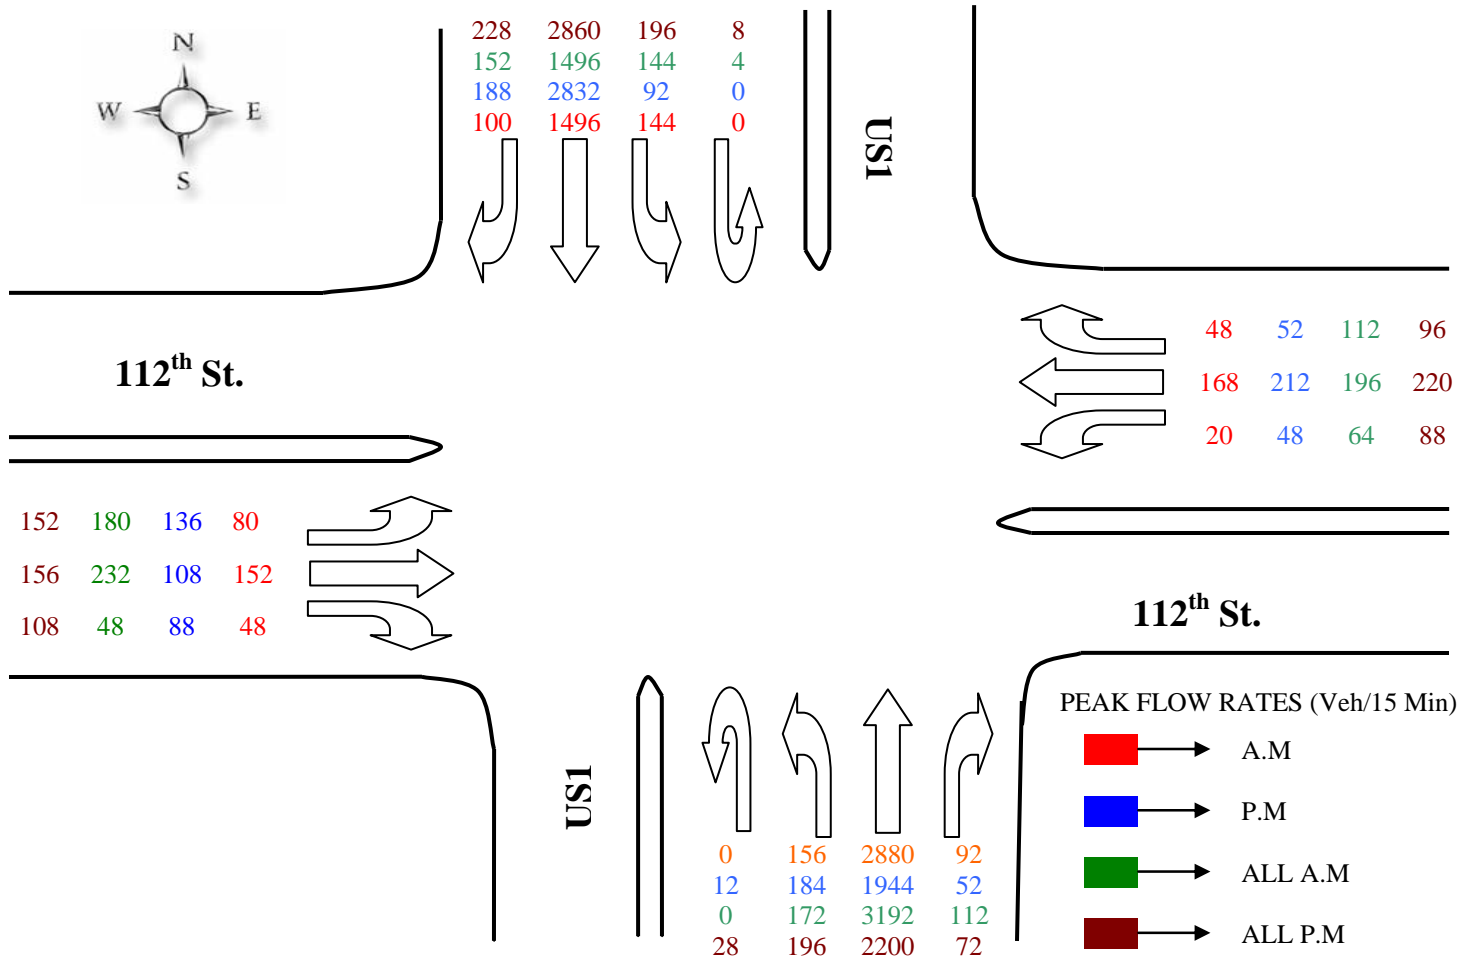 228 2860 196 8
152 1496 144 4
188 2832 92 0
100 1496 144 0
N
W E
S
US1
112th St.
48 52 112 96
168 212 196 220
20 48 64 88
152 180 136 80
156 232 108 152
108 48 88 48
112th St.
US1
0 156 2880 92
12 184 1944 52
0 172 3192 112
28 196 2200 72
PEAK FLOW RATES (Veh/15 Min)
A.M
P.M
ALL A.M
ALL P.M